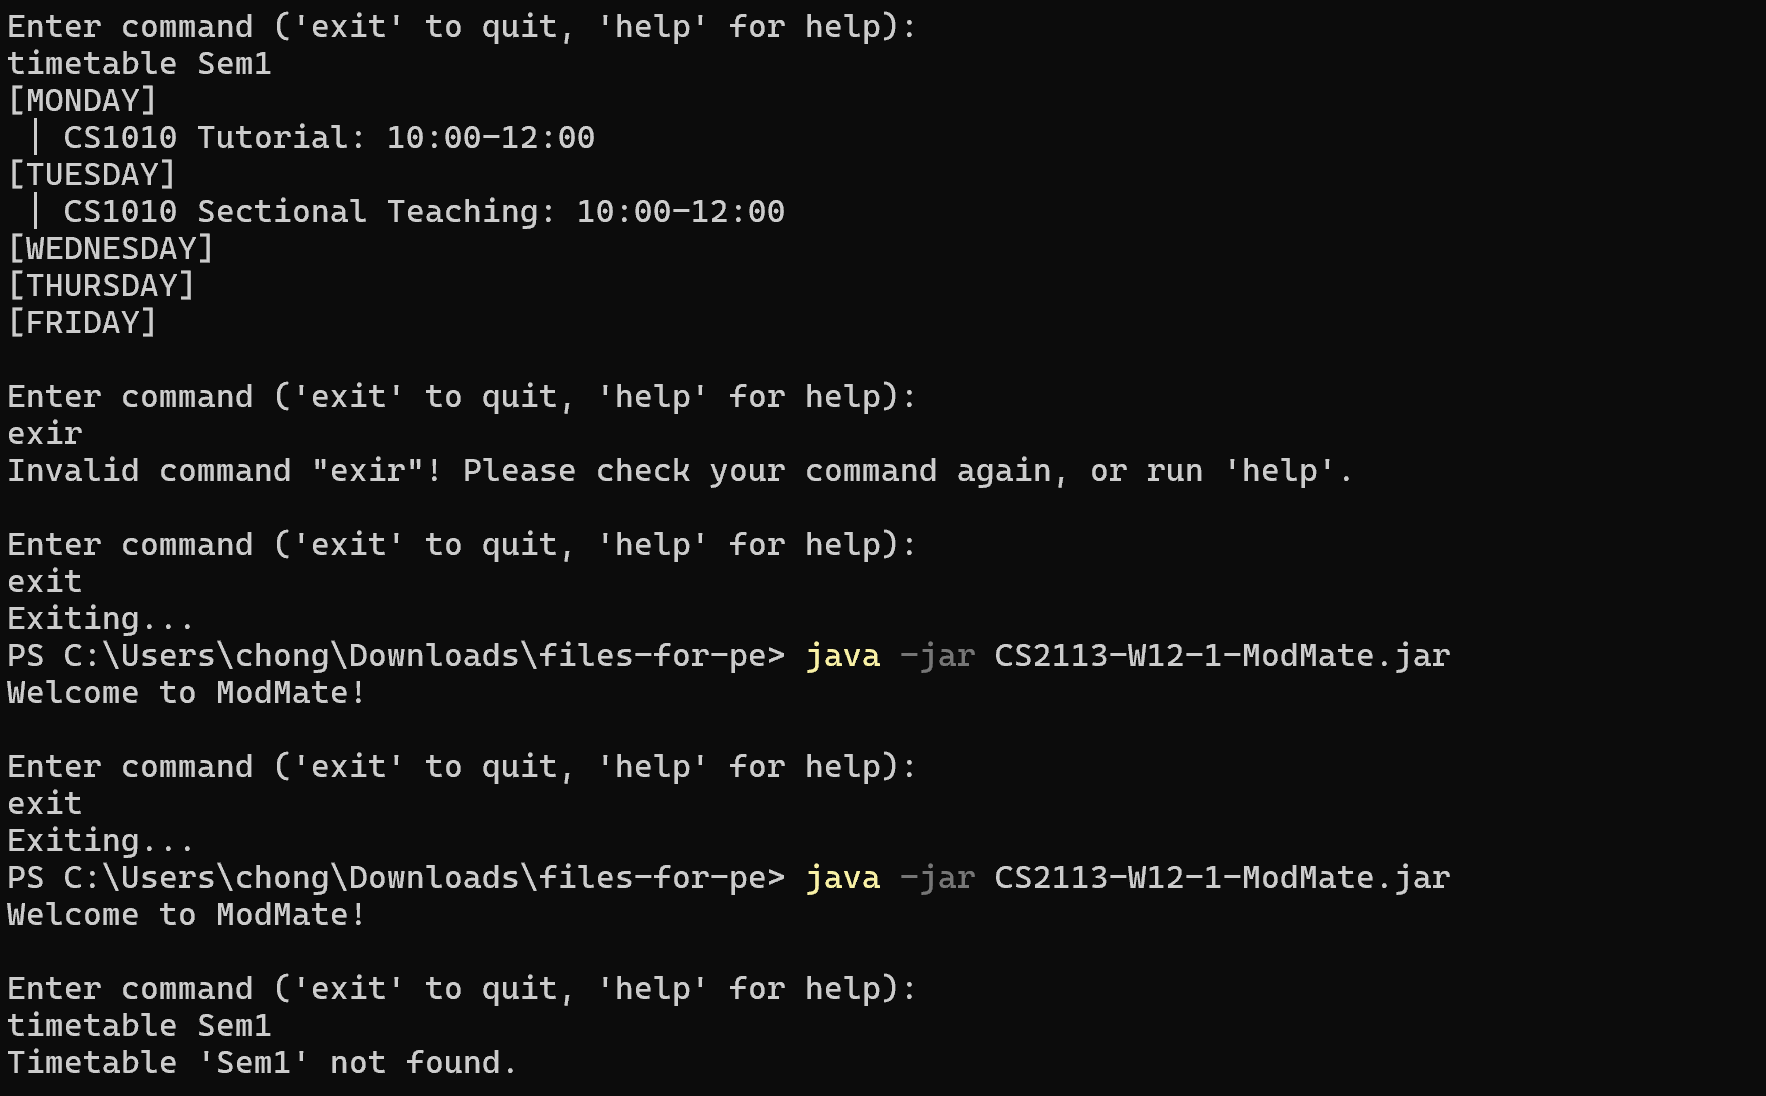 Enter command ('exit' to quit, 'help' for help):
timetable Sem1
[MONDAY]
 │ CS1010 Tutorial: 10:00-12:00
[TUESDAY]
 │ CS1010 Sectional Teaching: 10:00-12:00
[WEDNESDAY]
[THURSDAY]
[FRIDAY]

Enter command ('exit' to quit, 'help' for help):
exir
Invalid command "exir"! Please check your command again, or run 'help'.

Enter command ('exit' to quit, 'help' for help):
exit
Exiting...
PS C:\Users\chong\Downloads\files-for-pe> java -jar CS2113-W12-1-ModMate.jar
Welcome to ModMate!

Enter command ('exit' to quit, 'help' for help):
exit
Exiting...
PS C:\Users\chong\Downloads\files-for-pe> java -jar CS2113-W12-1-ModMate.jar
Welcome to ModMate!

Enter command ('exit' to quit, 'help' for help):
timetable Sem1
Timetable 'Sem1' not found.